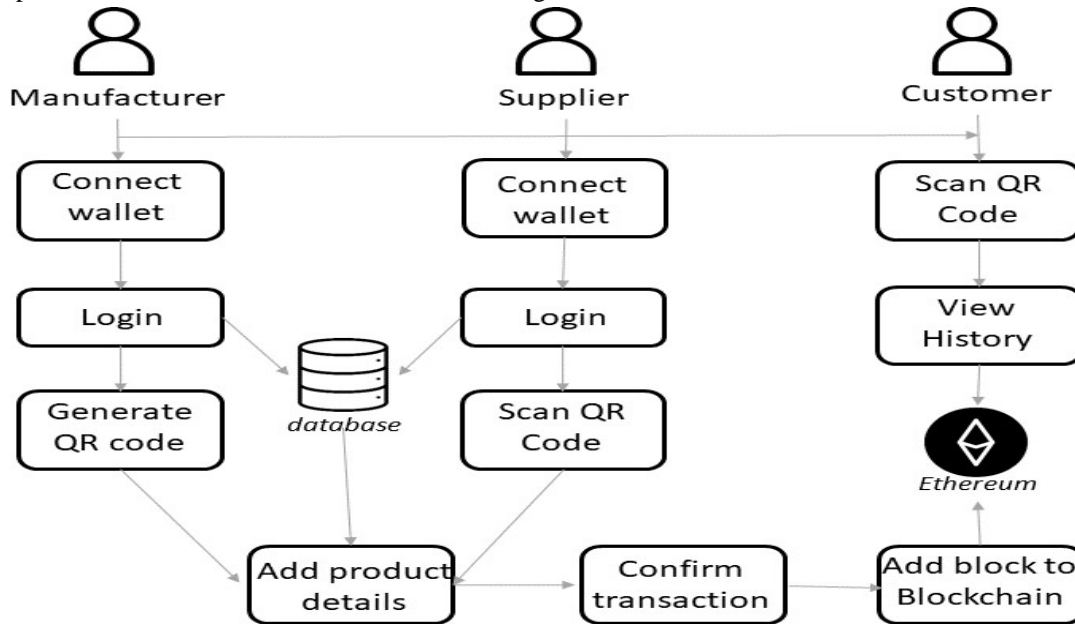 Manufacturer
Supplier
Customer
Connect
wallet
Connect
wallet
Scan QR
Code
Login
Login
View
History
Generate
QR code
database
Scan QR
Code
Ethereum
Add product
details
Confirm
transaction
Add block to
Blockchain